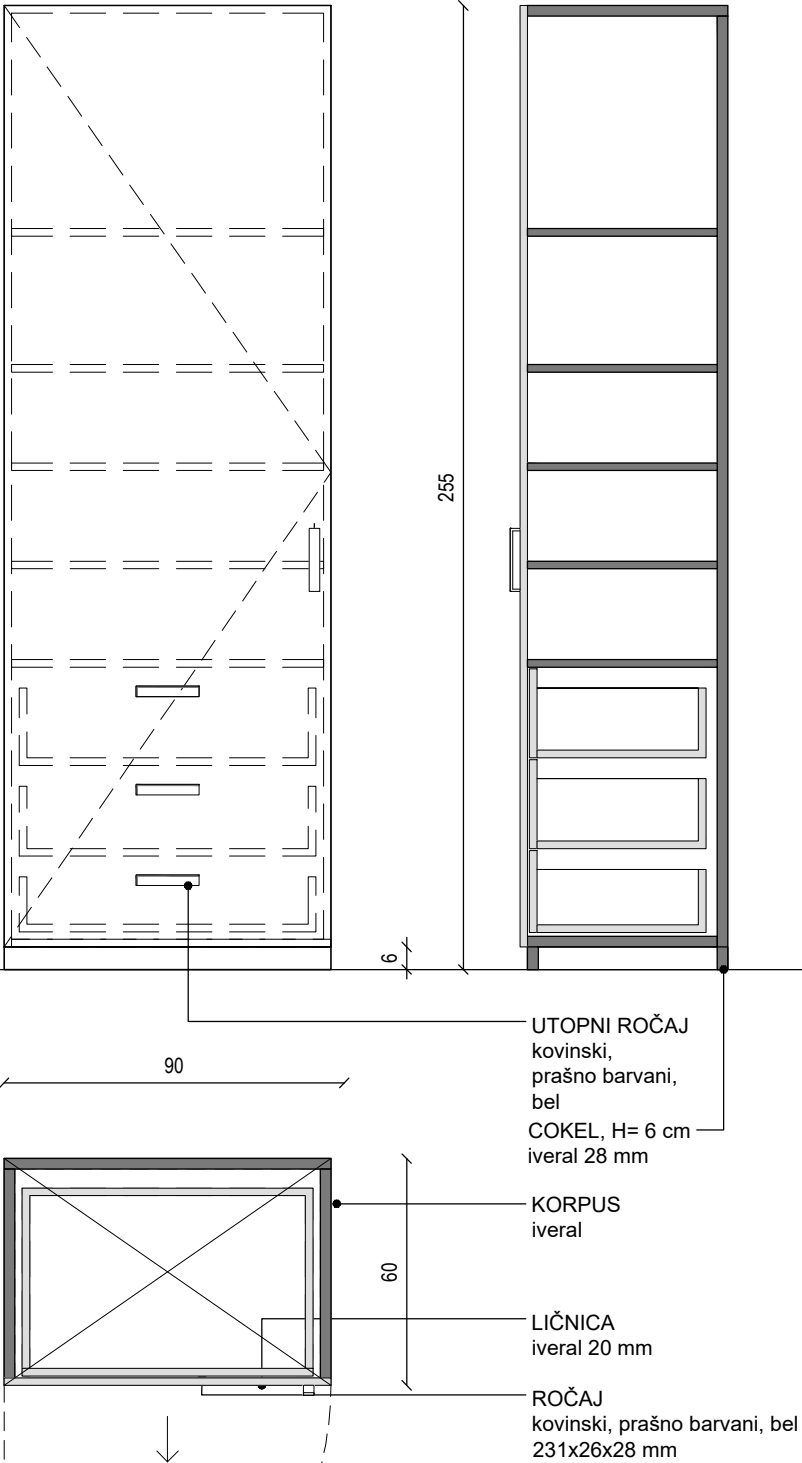 255
6
UTOPNI ROČAJ
kovinski,
prašno barvani,
bel
COKEL, H= 6 cm
iveral 28 mm
90
KORPUS
iveral
60
LIČNICA
iveral 20 mm
ROČAJ
kovinski, prašno barvani, bel
231x26x28 mm